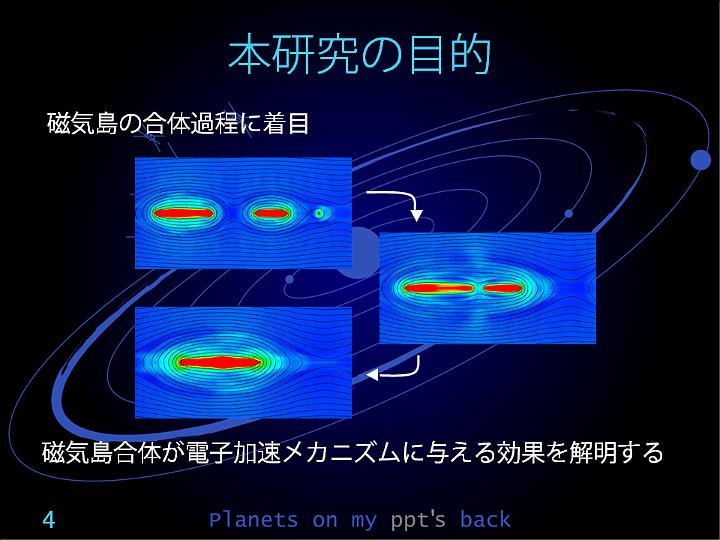 本研究の目的
磁気島の合体過程に着目
磁気島合体が電子加速メカニズムに与える効果を解明する
4
Planets on my ppt's back